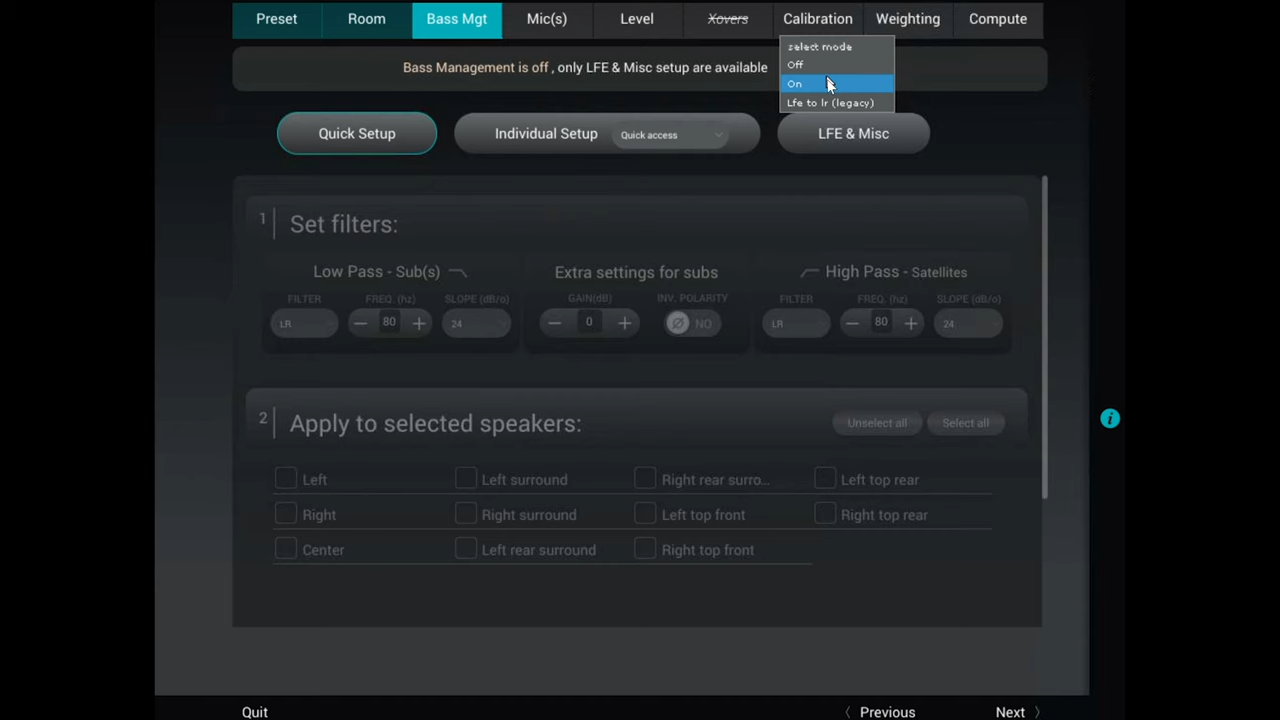 Preset Room Bass Mgt Mic(s) Level Xovers Calibration Weighting Compute
Bass Management is off , only LFE & Misc setup are available
select mode
Off
On
Lfe to lr (legacy)
Quick Setup Individual Setup Quick access LFE & Misc
1 Set filters:
Low Pass - Sub(s) Extra settings for subs High Pass - Satellites
FILTER FREQ. (hz) SLOPE (dB/o) GAIN(dB) INV. POLARITY FILTER FREQ. (hz) SLOPE (dB/o)
LR 80 24 0 NO LR 80 24
2 Apply to selected speakers: Unselect all Select all
Left Left surround Right rear surro... Left top rear
Right Right surround Left top front Right top rear
Center Left rear surround Right top front
Quit Previous Next